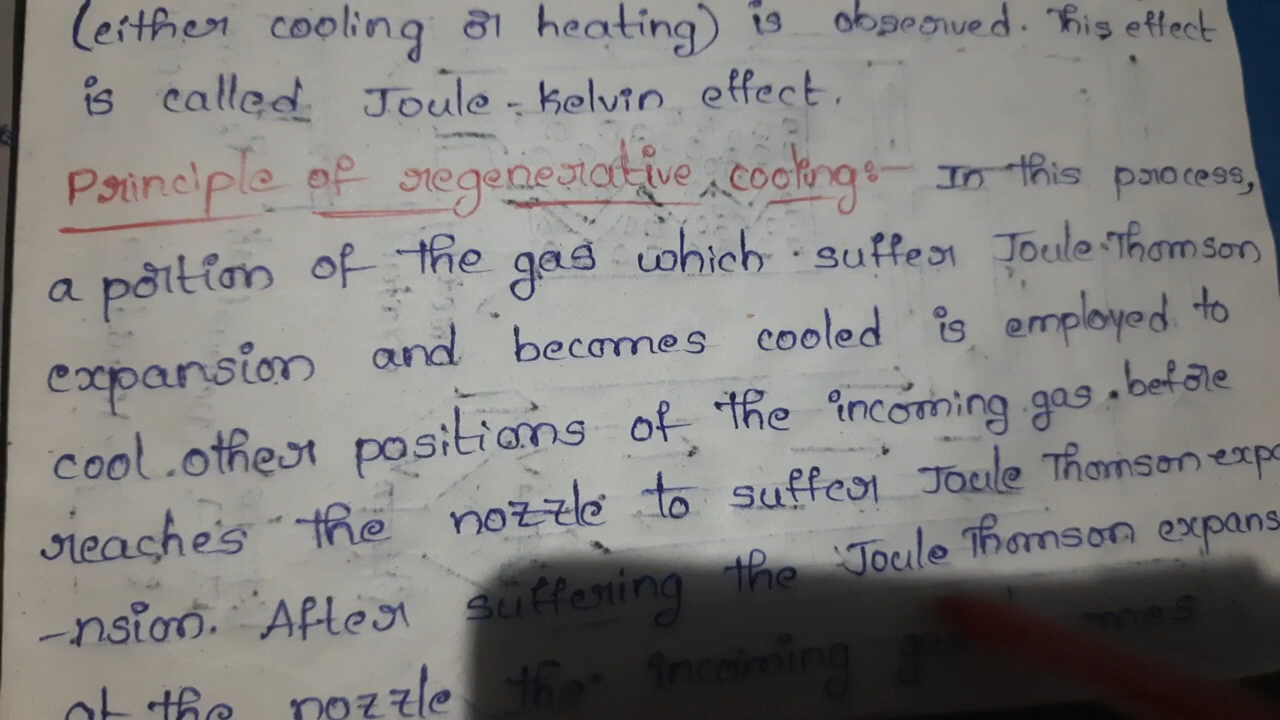 (either cooling or heating) is observed. This effect
is called Joule-Kelvin effect.
Principle of regenerative cooling:- In this process,
a portion of the gas which suffer Joule-Thomson
expansion and becomes cooled is employed to
cool other positions of the incoming gas before
reaches the nozzle to suffer Joule Thomson expa
-nsion. After suffering the Joule Thomson expans
at the nozzle the incoming